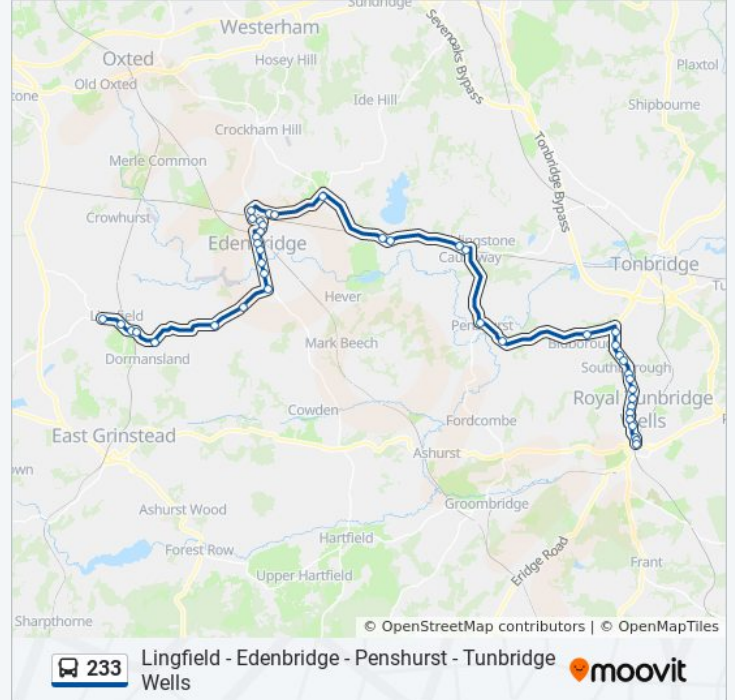 Sundridge
Westerham
Sevenoaks Bypass
Oxted
Hosey Hill
Plaxtol
Old Oxted
Ide Hill
Shipbourne
Crockham Hill
Tonbridge Bypass
Merle Common
Crowhurst
Edenbridge
Causeway
Tonbridge
Hever
Lingfield
Penshurst
Mark Beech
Bidborough
Dormansland
Southborough
Royal Tunbridge
Wells
Cowden
Fordcombe
East Grinstead
Ashurst
Groombridge
Ashurst Wood
Hartfield
Forest Row
Eridge Road
Frant
Upper Hartfield
Sharpthorne
© OpenStreetMap contributors | © OpenMapTiles
233
Lingfield - Edenbridge - Penshurst - Tunbridge
Wells
moovit